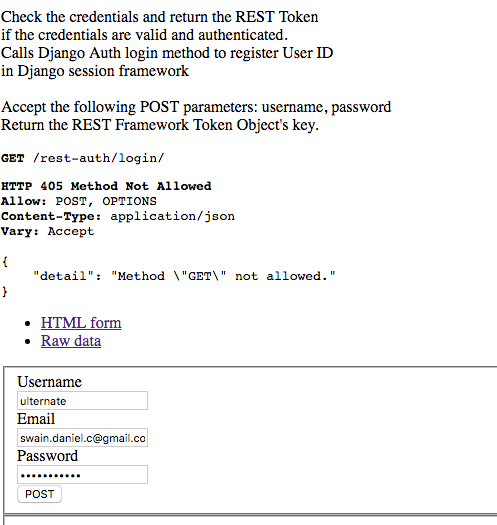 Check the credentials and return the REST Token
if the credentials are valid and authenticated.
Calls Django Auth login method to register User ID
in Django session framework
Accept the following POST parameters: username, password
Return the REST Framework Token Object's key.
GET /rest-auth/login/
HTTP 405 Method Not Allowed
Allow: POST, OPTIONS
Content-Type: application/json
Vary: Accept
{
"detail": "Method \"GET\" not allowed."
}
• HTML form
• Raw data
Username
ulternate
Email
swain.daniel.c@gmail.co
Password
•••••••••••
POST